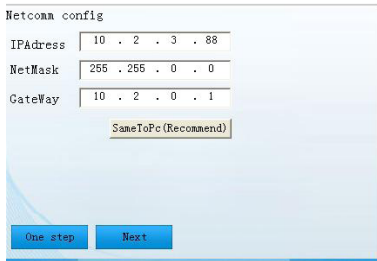 Netcomm config
IPAdress 10 . 2 . 3 . 88
NetMask 255 . 255 . 0 . 0
GateWay 10 . 2 . 0 . 1
SameToPc(Recommend)
One step Next